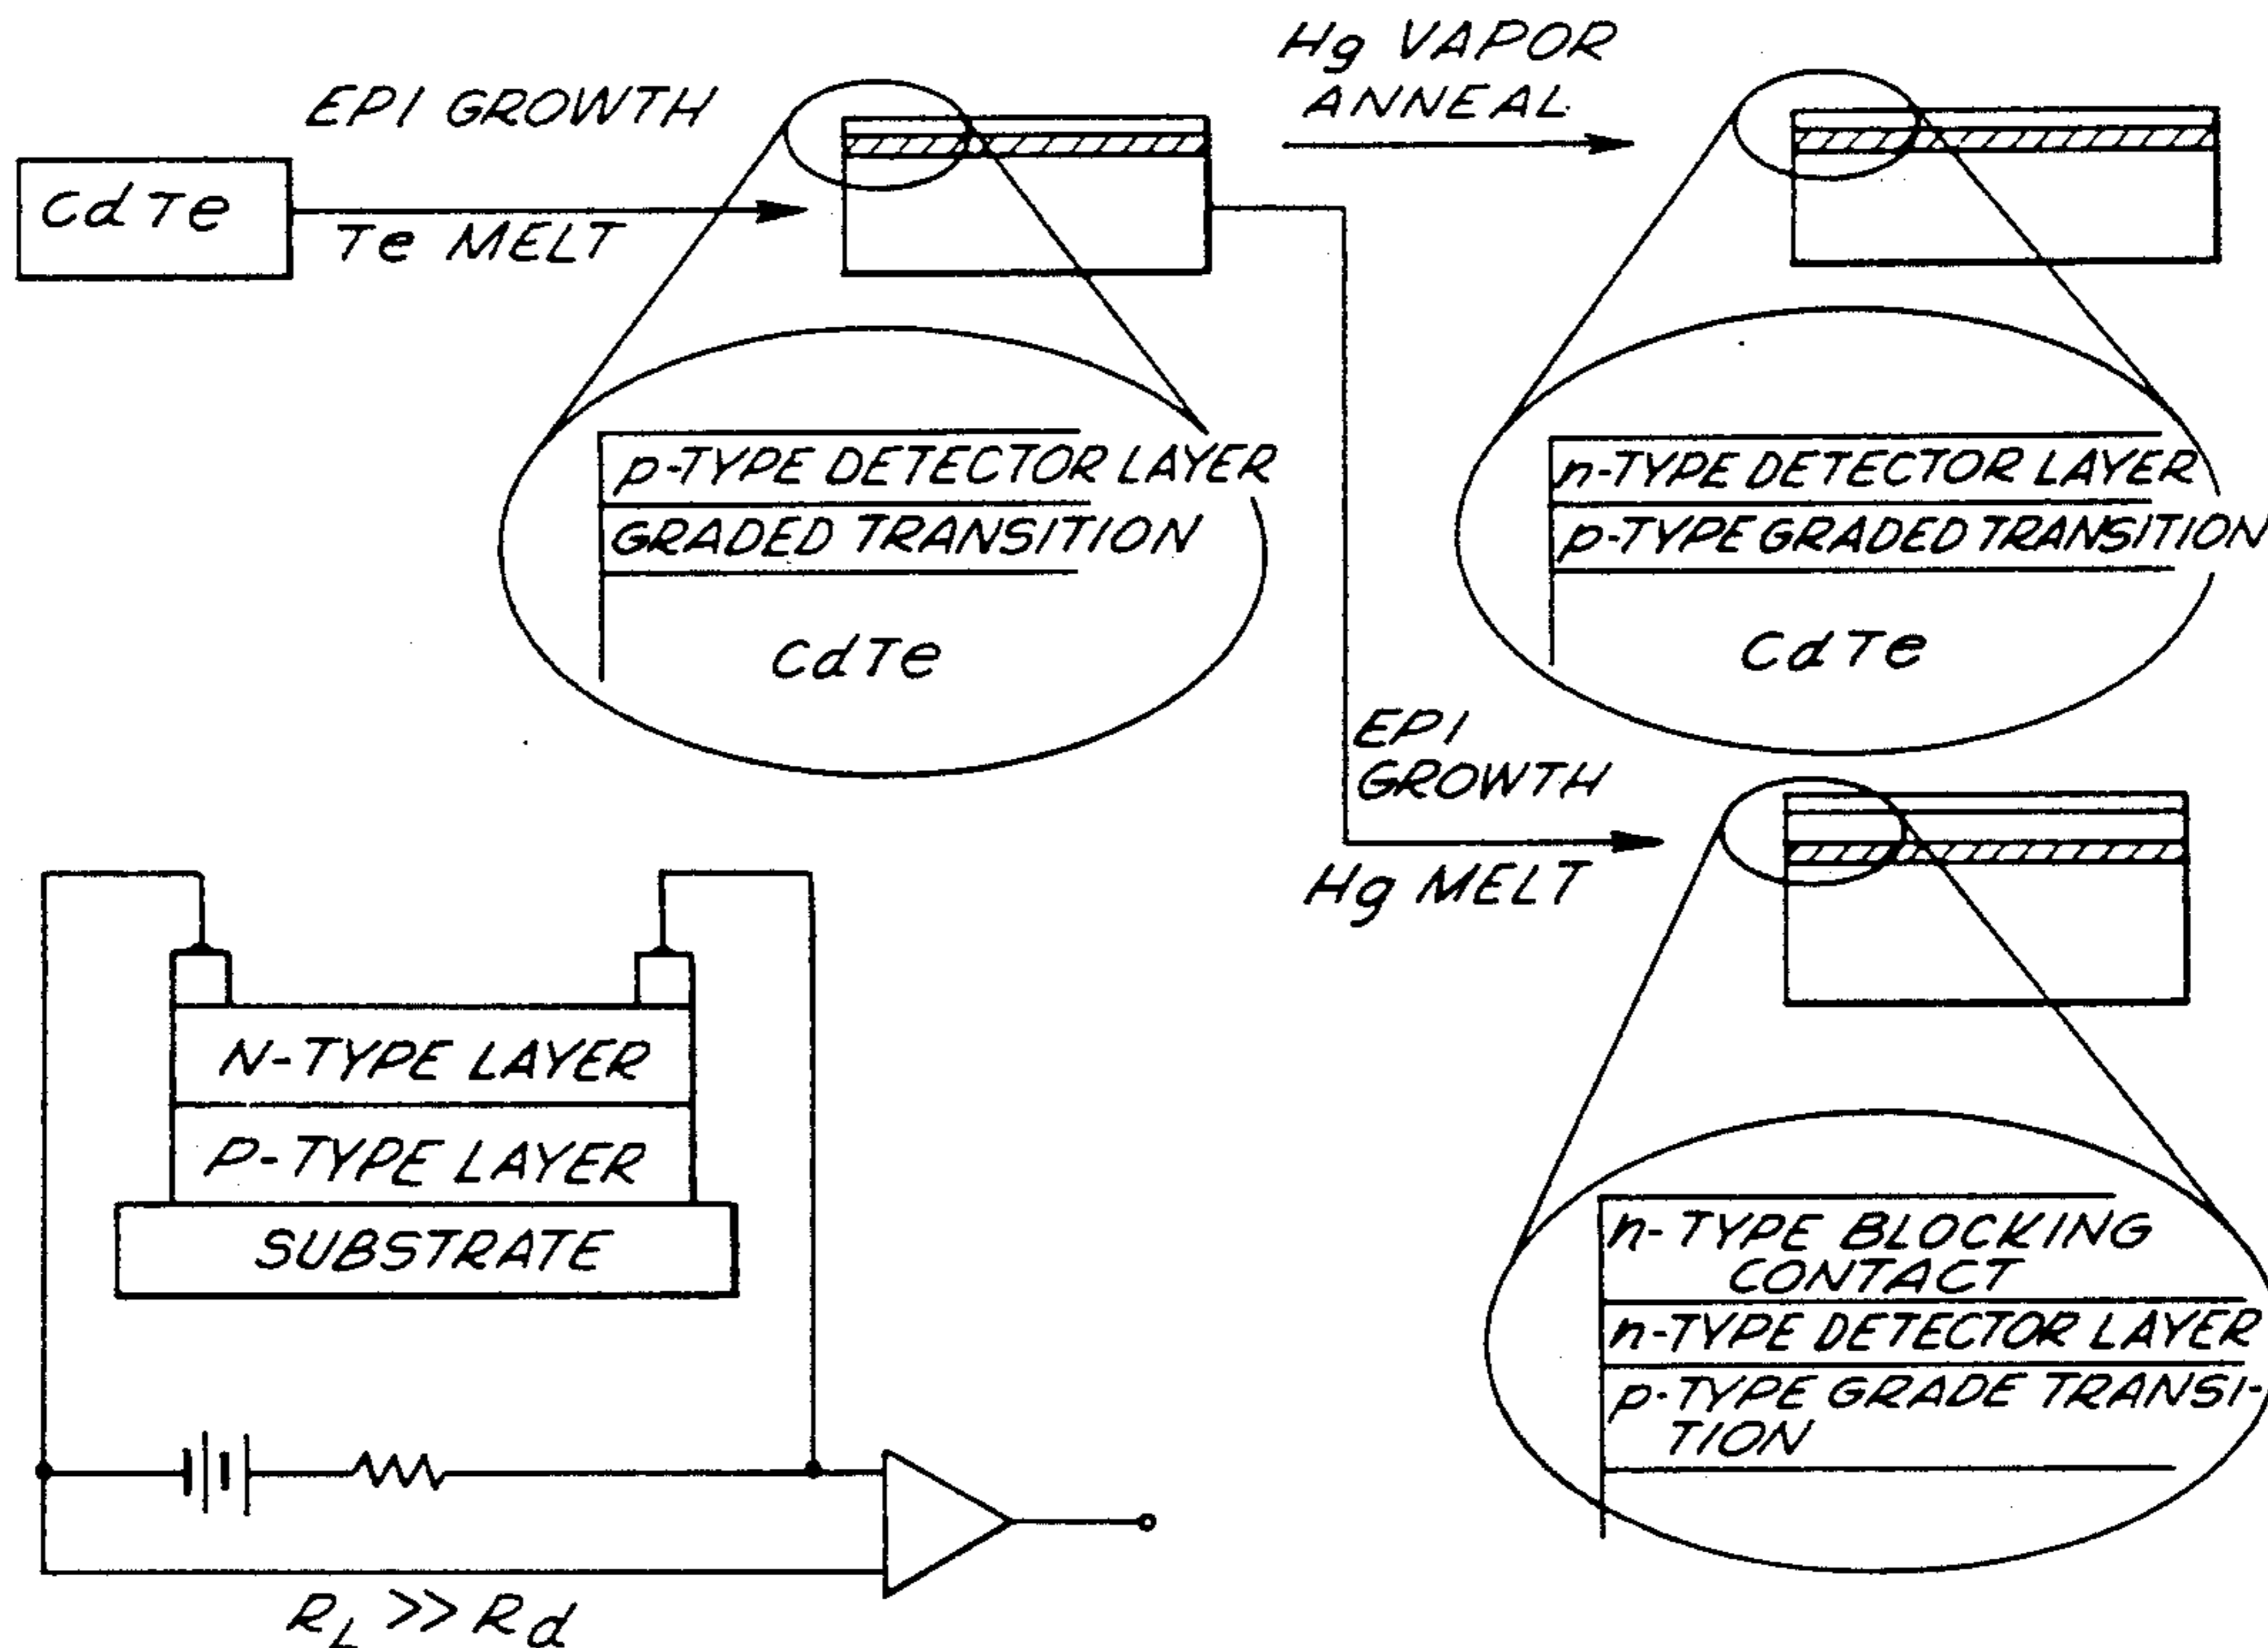 EPI GROWTH
CdTe
Te MELT
Hg VAPOR
ANNEAL
p-TYPE DETECTOR LAYER
GRADED TRANSITION
CdTe
n-TYPE DETECTOR LAYER
p-TYPE GRADED TRANSITION
CdTe
EPI
GROWTH
Hg MELT
n-TYPE BLOCKING
CONTACT
n-TYPE DETECTOR LAYER
p-TYPE GRADE TRANSI-
TION
N-TYPE LAYER
P-TYPE LAYER
SUBSTRATE
RL >> Rd